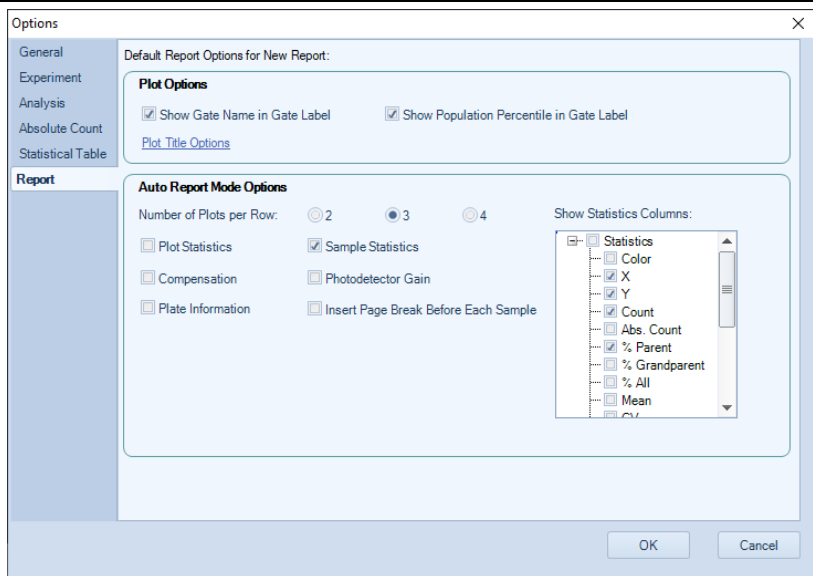 Options
General
Experiment
Analysis
Absolute Count
Statistical Table
Report
Default Report Options for New Report:
Plot Options
Show Gate Name in Gate Label
Show Population Percentile in Gate Label
Plot Title Options
Auto Report Mode Options
Number of Plots per Row:
2
3
4
Plot Statistics
Sample Statistics
Compensation
Photodetector Gain
Plate Information
Insert Page Break Before Each Sample
Show Statistics Columns:
Statistics
Color
X
Y
Count
Abs. Count
% Parent
% Grandparent
% All
Mean
CV
OK
Cancel